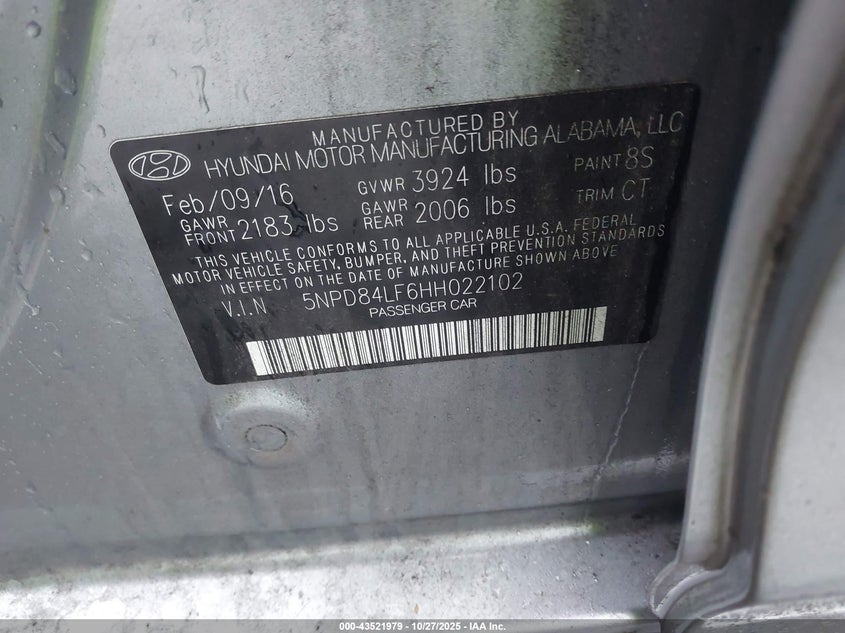 MANUFACTURED BY
HYUNDAI MOTOR MANUFACTURING ALABAMA, LLC
Feb/09/16 GVWR 3924 lbs PAINT 8S
GAWR FRONT 2183 lbs GAWR REAR 2006 lbs TRIM CT
THIS VEHICLE CONFORMS TO ALL APPLICABLE U.S.A. FEDERAL
MOTOR VEHICLE SAFETY, BUMPER, AND THEFT PREVENTION STANDARDS
IN EFFECT ON THE DATE OF MANUFACTURE SHOWN ABOVE
V.I.N 5NPD84LF6HH022102
PASSENGER CAR
000-43521979 - 10/27/2025 - IAA Inc.